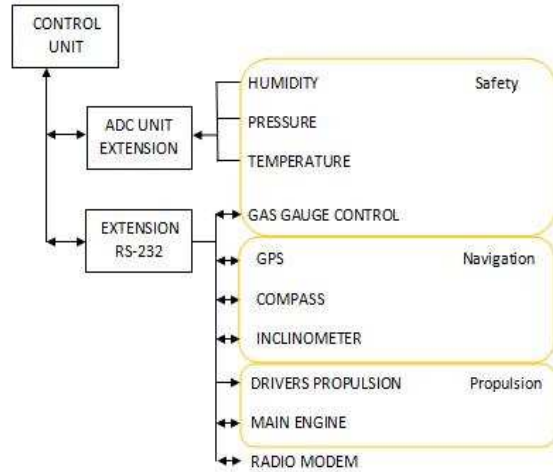 CONTROL
UNIT
HUMIDITY Safety
ADC UNIT
EXTENSION
PRESSURE
TEMPERATURE
EXTENSION
RS-232
GAS GAUGE CONTROL
GPS Navigation
COMPASS
INCLINOMETER
DRIVERS PROPULSION Propulsion
MAIN ENGINE
RADIO MODEM